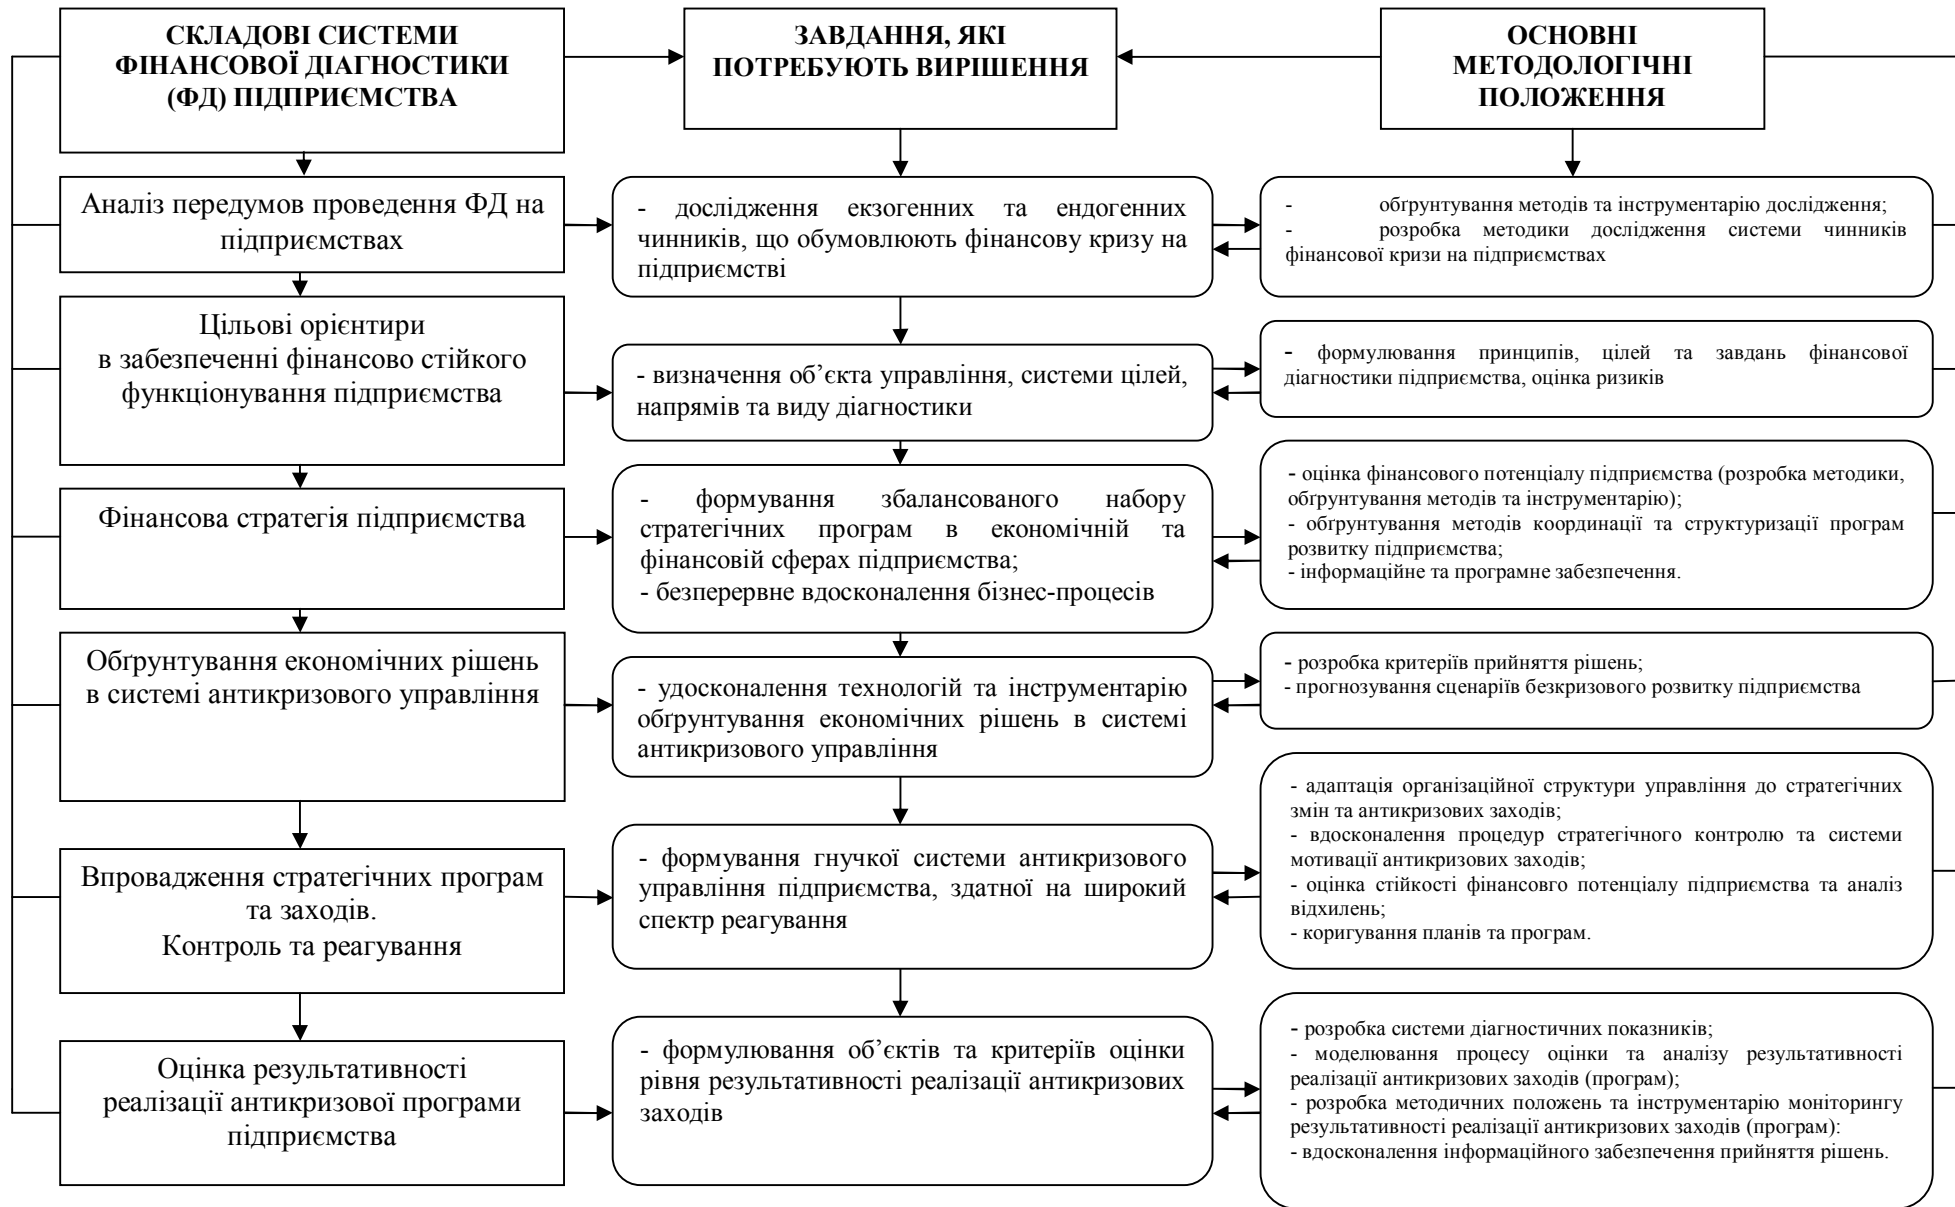 СКЛАДОВІ СИСТЕМИ
ФІНАНСОВОЇ ДІАГНОСТИКИ
(ФД) ПІДПРИЄМСТВА
ЗАВДАННЯ, ЯКІ
ПОТРЕБУЮТЬ ВИРІШЕННЯ
ОСНОВНІ
МЕТОДОЛОГІЧНІ
ПОЛОЖЕННЯ
Аналіз передумов проведення ФД на
підприємствах
- дослідження екзогенних та ендогенних
чинників, що обумовлюють фінансову кризу на
підприємстві
- обґрунтування методів та інструментарію дослідження;
- розробка методики дослідження системи чинників
фінансової кризи на підприємствах
Цільові орієнтири
в забезпеченні фінансово стійкого
функціонування підприємства
- визначення об’єкта управління, системи цілей,
напрямів та виду діагностики
- формулювання принципів, цілей та завдань фінансової
діагностики підприємства, оцінка ризиків
Фінансова стратегія підприємства
- формування збалансованого набору
стратегічних програм в економічній та
фінансовій сферах підприємства;
- безперервне вдосконалення бізнес-процесів
- оцінка фінансового потенціалу підприємства (розробка методики,
обґрунтування методів та інструментарію);
- обґрунтування методів координації та структуризації програм
розвитку підприємства;
- інформаційне та програмне забезпечення.
Обґрунтування економічних рішень
в системі антикризового управління
- удосконалення технологій та інструментарію
обґрунтування економічних рішень в системі
антикризового управління
- розробка критеріїв прийняття рішень;
- прогнозування сценаріїв безкризового розвитку підприємства
Впровадження стратегічних програм
та заходів.
Контроль та реагування
- формування гнучкої системи антикризового
управління підприємства, здатної на широкий
спектр реагування
- адаптація організаційної структури управління до стратегічних
змін та антикризових заходів;
- вдосконалення процедур стратегічного контролю та системи
мотивації антикризових заходів;
- оцінка стійкості фінансовго потенціалу підприємства та аналіз
відхилень;
- коригування планів та програм.
Оцінка результативності
реалізації антикризової програми
підприємства
- формулювання об’єктів та критеріїв оцінки
рівня результативності реалізації антикризових
заходів
- розробка системи діагностичних показників;
- моделювання процесу оцінки та аналізу результативності
реалізації антикризових заходів (програм);
- розробка методичних положень та інструментарію моніторингу
результативності реалізації антикризових заходів (програм):
- вдосконалення інформаційного забезпечення прийняття рішень.